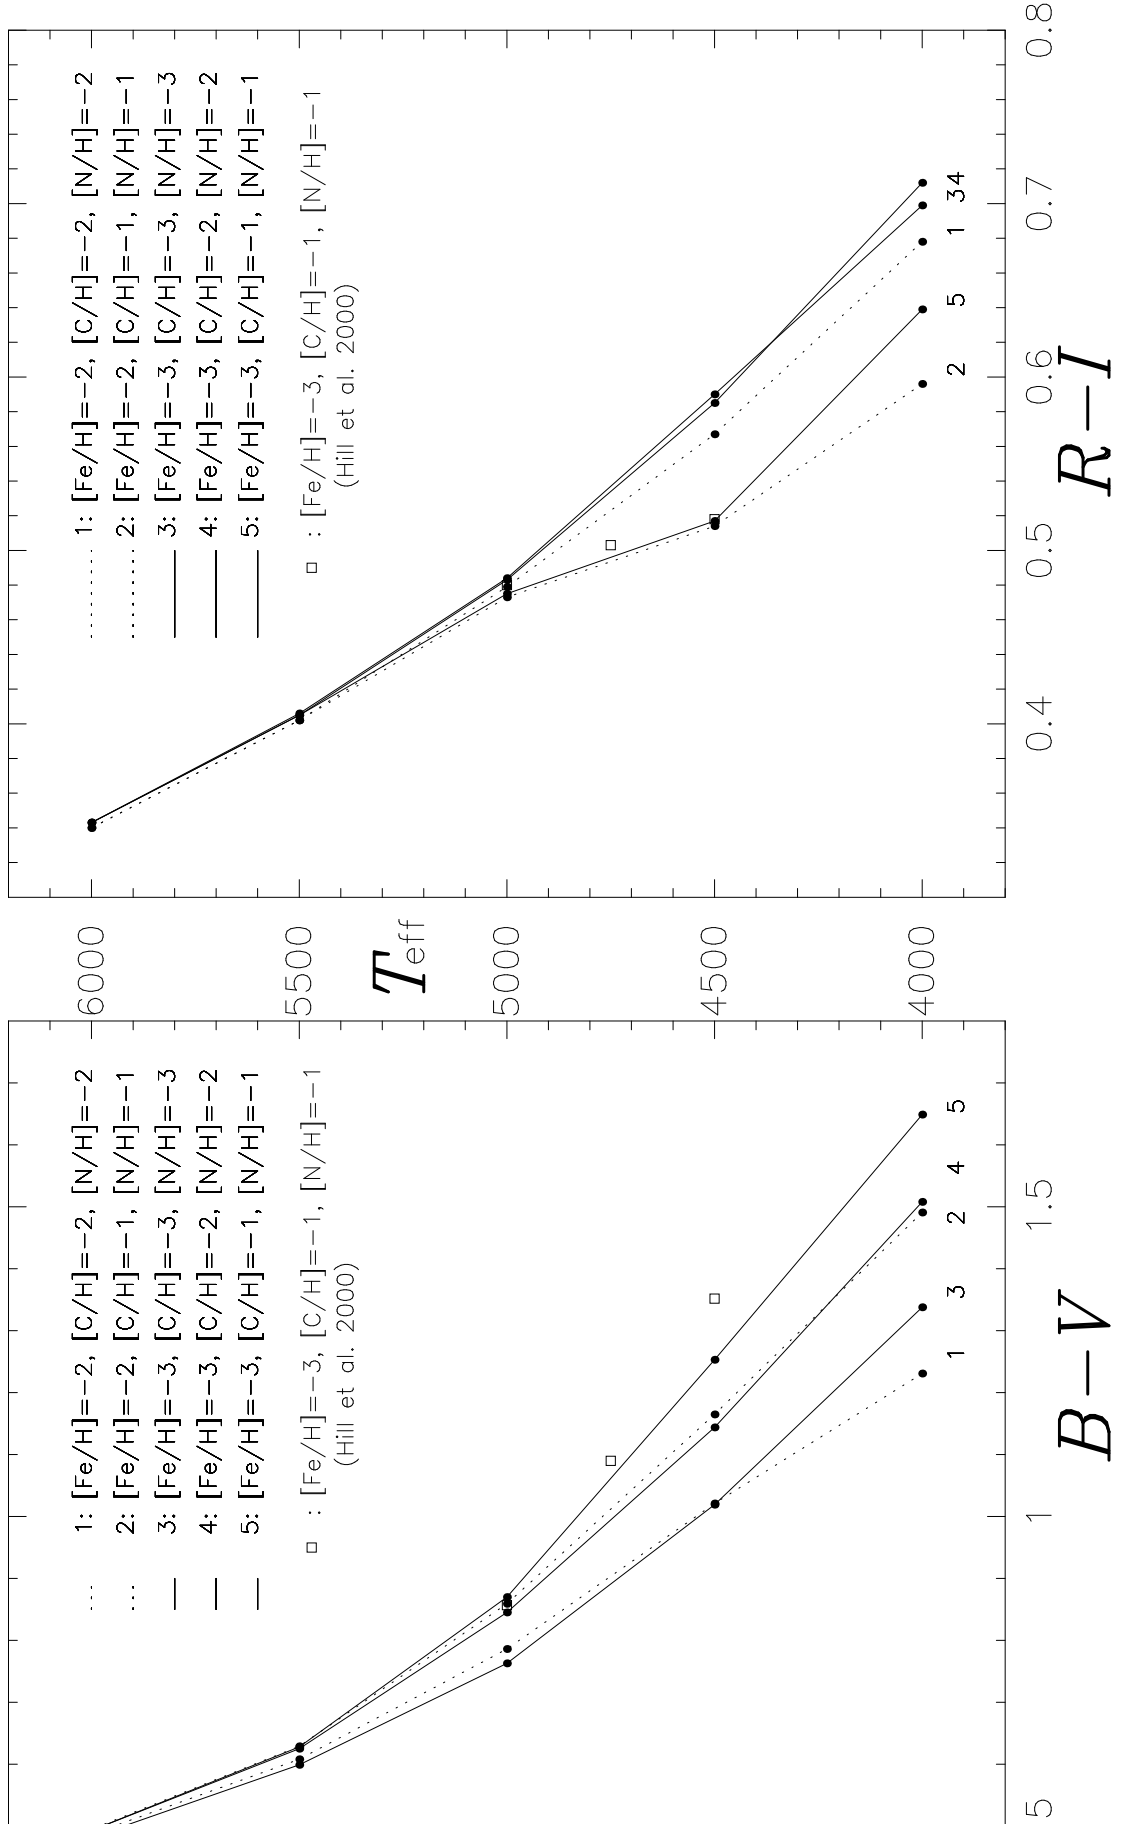 1: [Fe/H]=−2, [C/H]=−2, [N/H]=−2
2: [Fe/H]=−2, [C/H]=−1, [N/H]=−1
3: [Fe/H]=−3, [C/H]=−3, [N/H]=−3
4: [Fe/H]=−3, [C/H]=−2, [N/H]=−2
5: [Fe/H]=−3, [C/H]=−1, [N/H]=−1
: [Fe/H]=−3, [C/H]=−1, [N/H]=−1
(Hill et al. 2000)
1 3 2 4 5
5 1 1.5
B−V
6000
5500
5000
4500
4000
Teff
1: [Fe/H]=−2, [C/H]=−2, [N/H]=−2
2: [Fe/H]=−2, [C/H]=−1, [N/H]=−1
3: [Fe/H]=−3, [C/H]=−3, [N/H]=−3
4: [Fe/H]=−3, [C/H]=−2, [N/H]=−2
5: [Fe/H]=−3, [C/H]=−1, [N/H]=−1
: [Fe/H]=−3, [C/H]=−1, [N/H]=−1
(Hill et al. 2000)
2 5 1 34
0.4 0.5 0.6 0.7 0.8
R−I